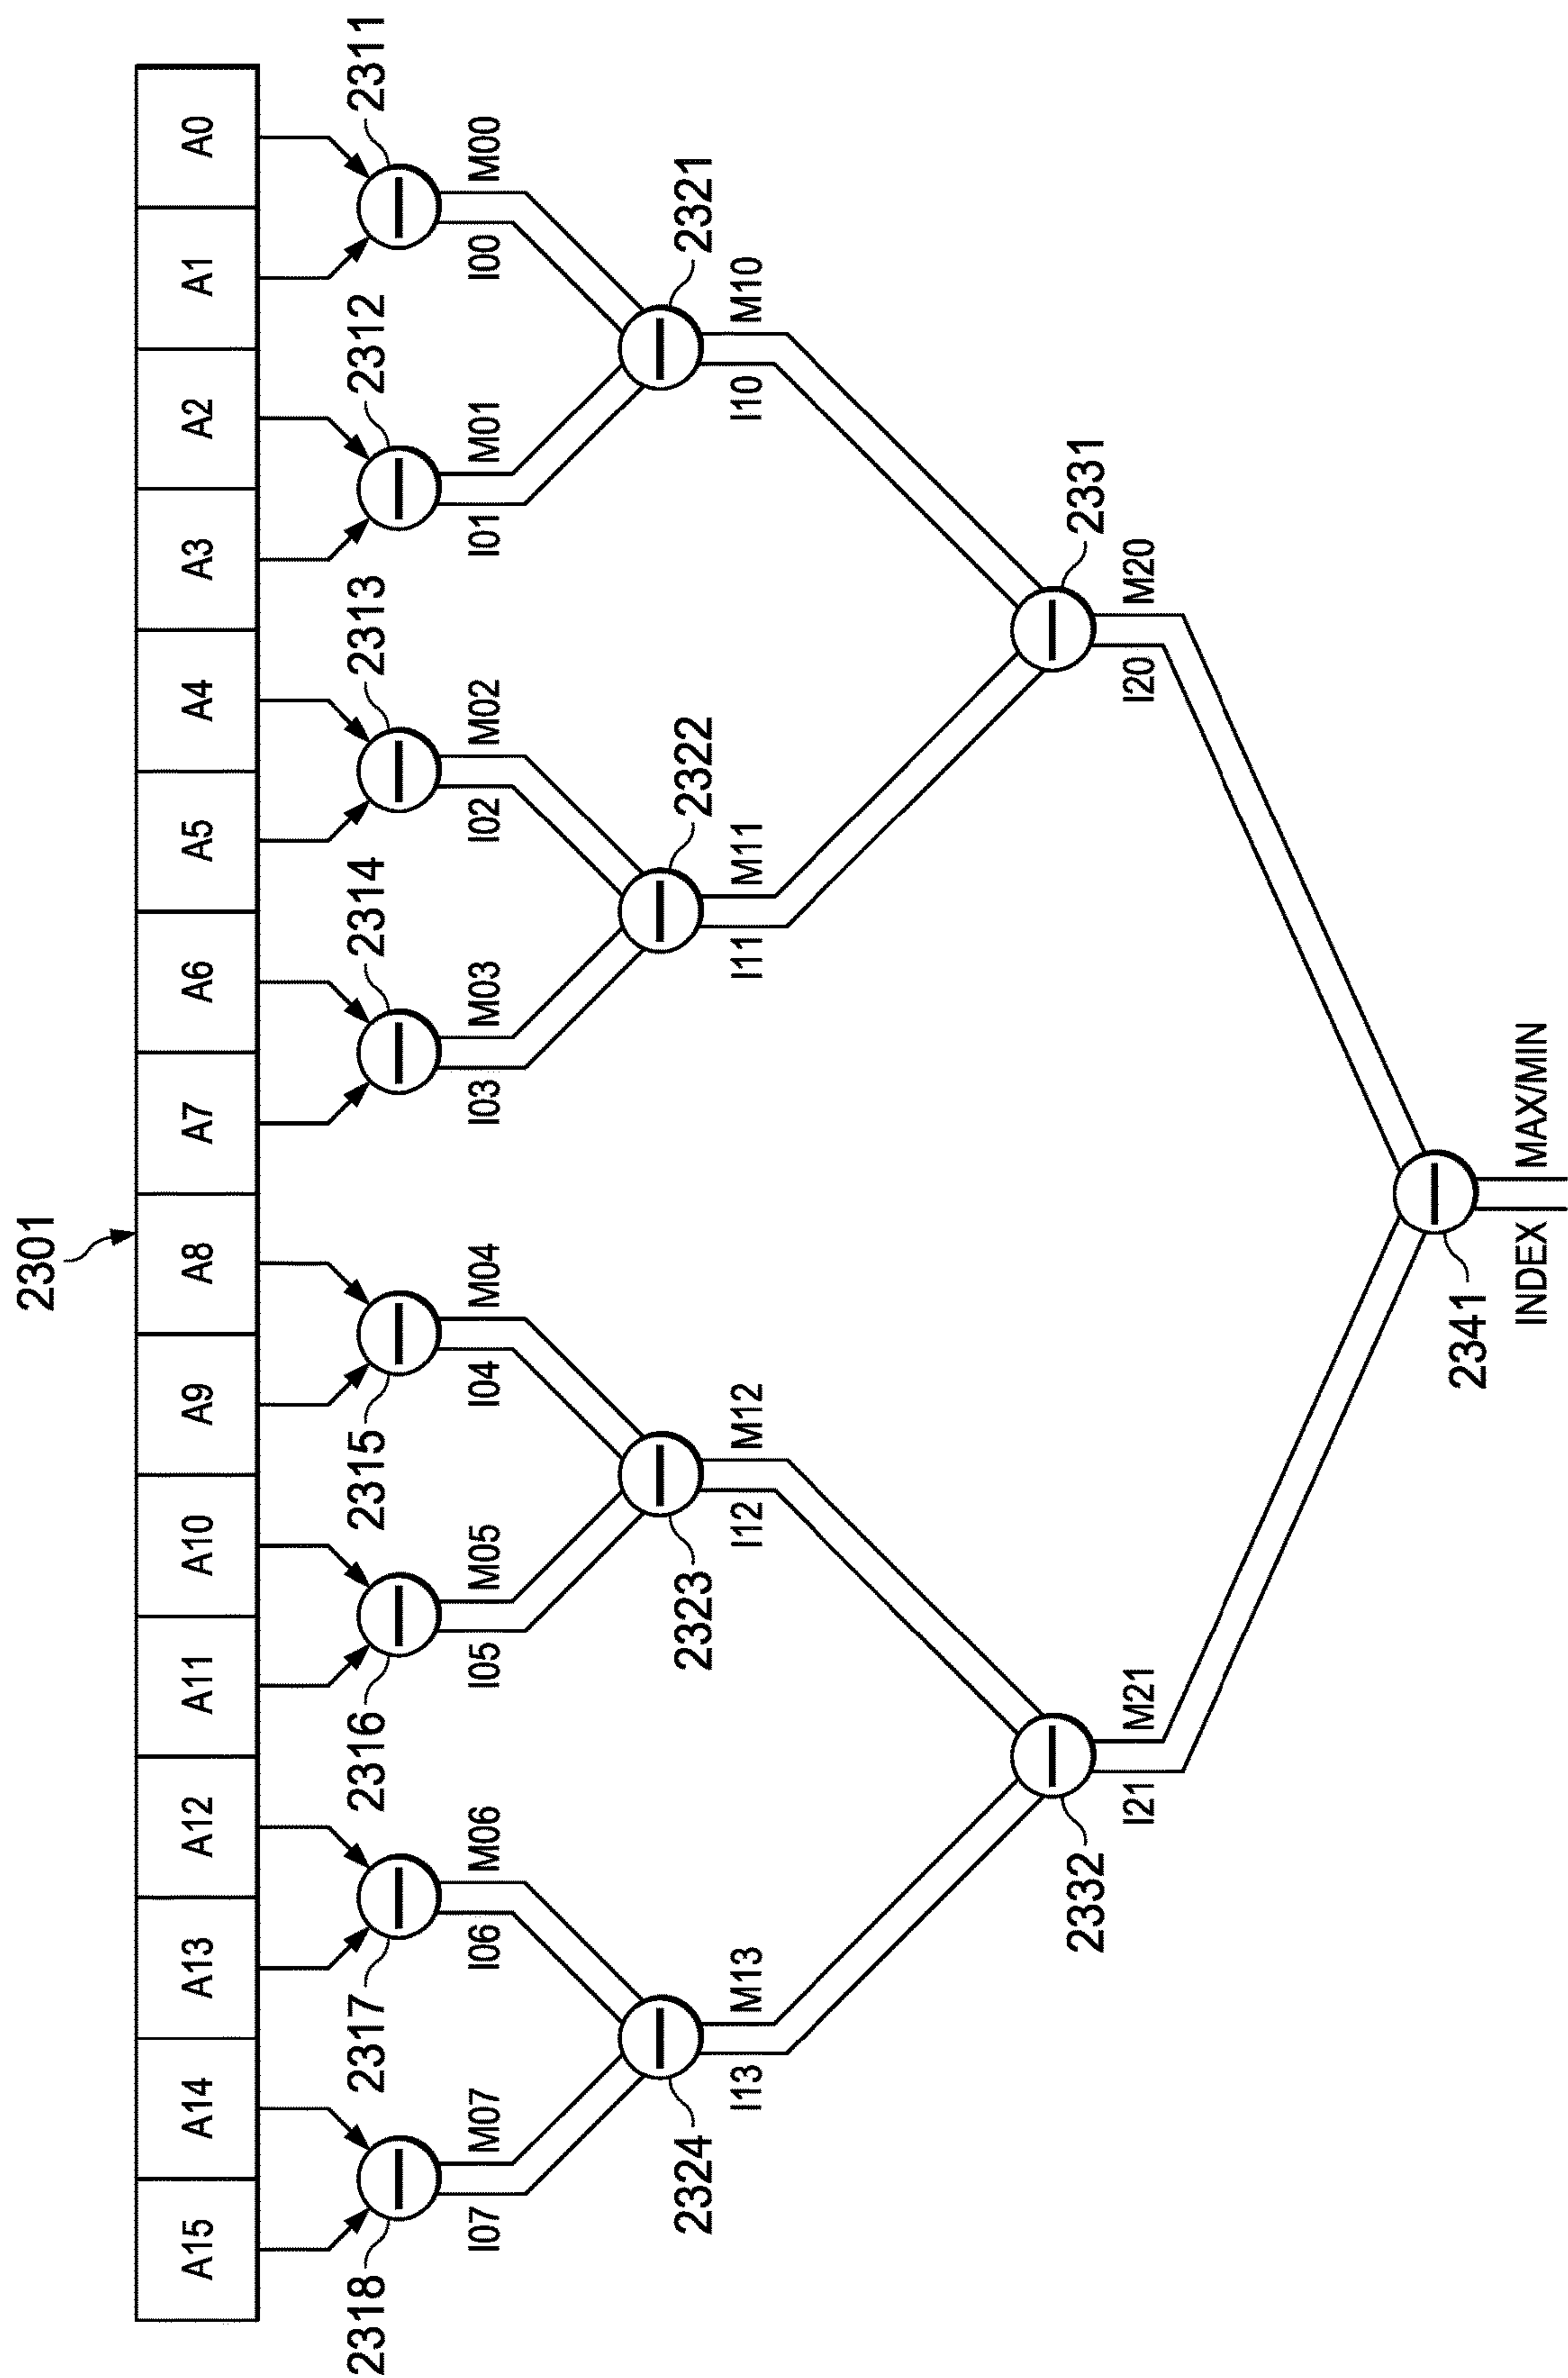 2301
A15 A14 A13 A12 A11 A10 A9 A8 A7 A6 A5 A4 A3 A2 A1 A0
2318 2317 2316 2315 2314 2313 2312 2311
I07 M07 I06 M06 I05 M05 I04 M04 I03 M03 I02 M02 I01 M01 I00 M00
2324 2323 2322 2321
I13 M13 I12 M12 I11 M11 I10 M10
2332 2331
I21 M21 I20 M20
2341
INDEX MAX/MIN